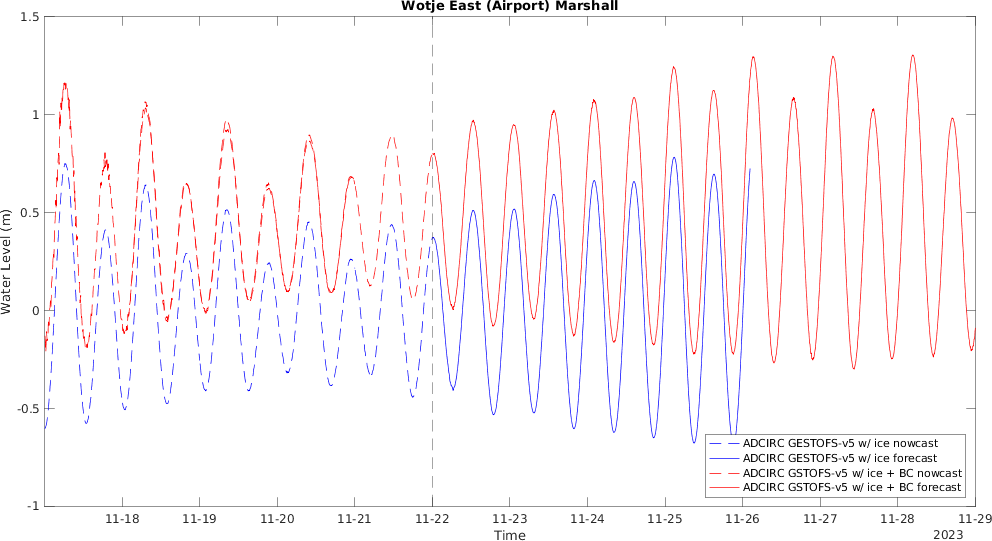 Wotje East (Airport) Marshall
1.5
1
0.5
0
-0.5
-1
Water Level (m)
ADCIRC GESTOFS-v5 w/ ice nowcast
ADCIRC GESTOFS-v5 w/ ice forecast
ADCIRC GSTOFS-v5 w/ ice + BC nowcast
ADCIRC GSTOFS-v5 w/ ice + BC forecast
11-18 11-19 11-20 11-21 11-22 11-23 11-24 11-25 11-26 11-27 11-28 11-29
Time
2023